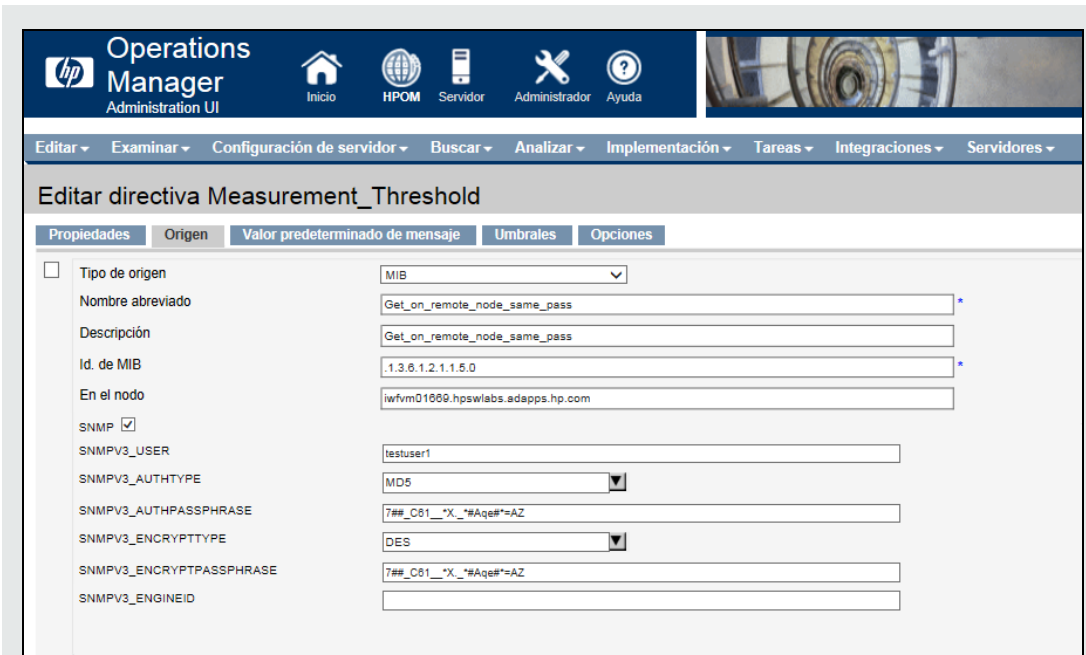 hp
Operations
Manager
Administration UI
Inicio
HPOM
Servidor
Administrador
Ayuda
Editar
Examinar
Configuración de servidor
Buscar
Analizar
Implementación
Tareas
Integraciones
Servidores
Editar directiva Measurement_Threshold
Propiedades
Origen
Valor predeterminado de mensaje
Umbrales
Opciones
Tipo de origen MIB
Nombre abreviado Get_on_remote_node_same_pass *
Descripción Get_on_remote_node_same_pass
Id. de MIB .1.3.6.1.2.1.1.5.0 *
En el nodo iwfvm01669.hpswlabs.adapps.hp.com
SNMP
SNMPV3_USER testuser1
SNMPV3_AUTHTYPE MD5
SNMPV3_AUTHPASSPHRASE 7##_C61__*X._*#Aqe#*=AZ
SNMPV3_ENCRYPTTYPE DES
SNMPV3_ENCRYPTPASSPHRASE 7##_C61__*X._*#Aqe#*=AZ
SNMPV3_ENGINEID